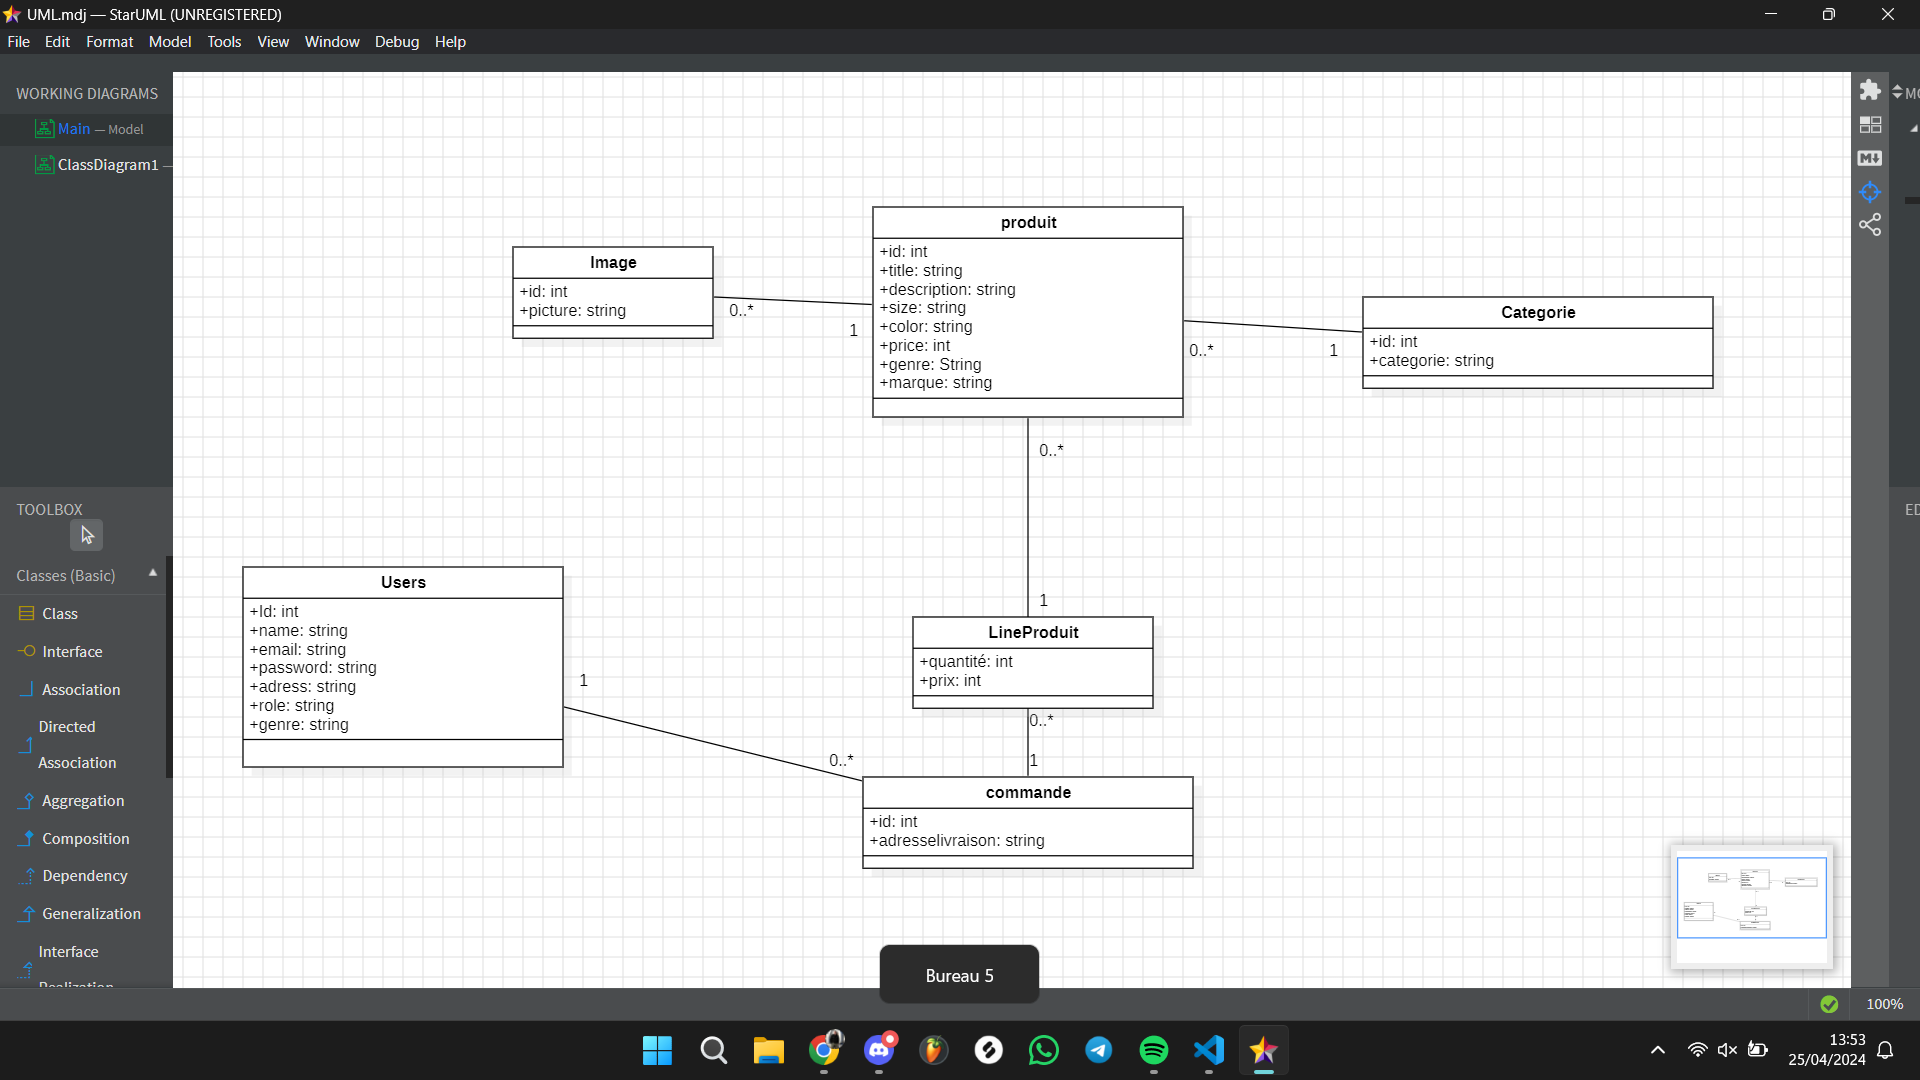 UML.mdj — StarUML (UNREGISTERED)
File Edit Format Model Tools View Window Debug Help
WORKING DIAGRAMS
Main — Model
ClassDiagram1 —
TOOLBOX
Classes (Basic)
Class
Interface
Association
Directed
Association
Aggregation
Composition
Dependency
Generalization
Interface
Realization
Image
+id: int
+picture: string
0..*
1
produit
+id: int
+title: string
+description: string
+size: string
+color: string
+price: int
+genre: String
+marque: string
0..*
1
Categorie
+id: int
+categorie: string
0..*
1
Users
+Id: int
+name: string
+email: string
+password: string
+adress: string
+role: string
+genre: string
1
0..*
LineProduit
+quantité: int
+prix: int
0..*
1
commande
+id: int
+adresselivraison: string
Bureau 5
MO
ED
M
100%
13:53
25/04/2024